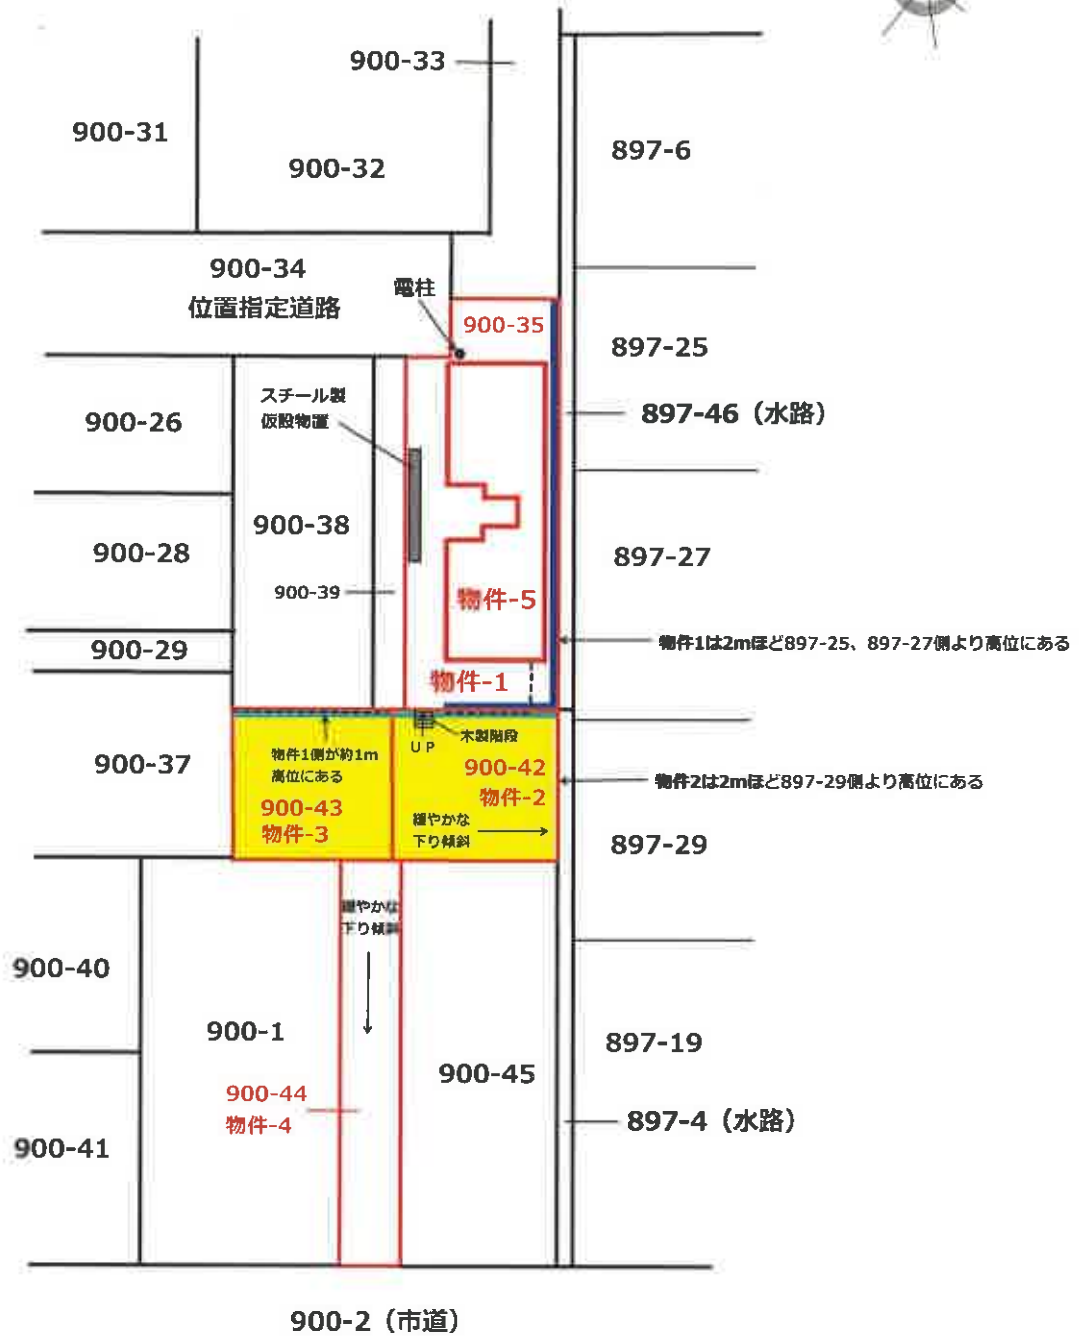 900-33
900-31
900-32
897-6
900-34
位置指定道路
電柱
900-35
897-25
スチール製
仮設物置
900-26
897-46（水路）
900-38
900-28
897-27
900-39
物件-5
900-29
物件1は2mほど897-25、897-27側より高位にある
物件-1
木製階段
UP
物件1側が約1m
高位にある
900-37
900-42
物件-2
物件2は2mほど897-29側より高位にある
900-43
物件-3
緩やかな
下り傾斜
897-29
緩やかな
下り傾斜
900-40
900-1
897-19
900-45
900-44
物件-4
897-4（水路）
900-41
900-2（市道）